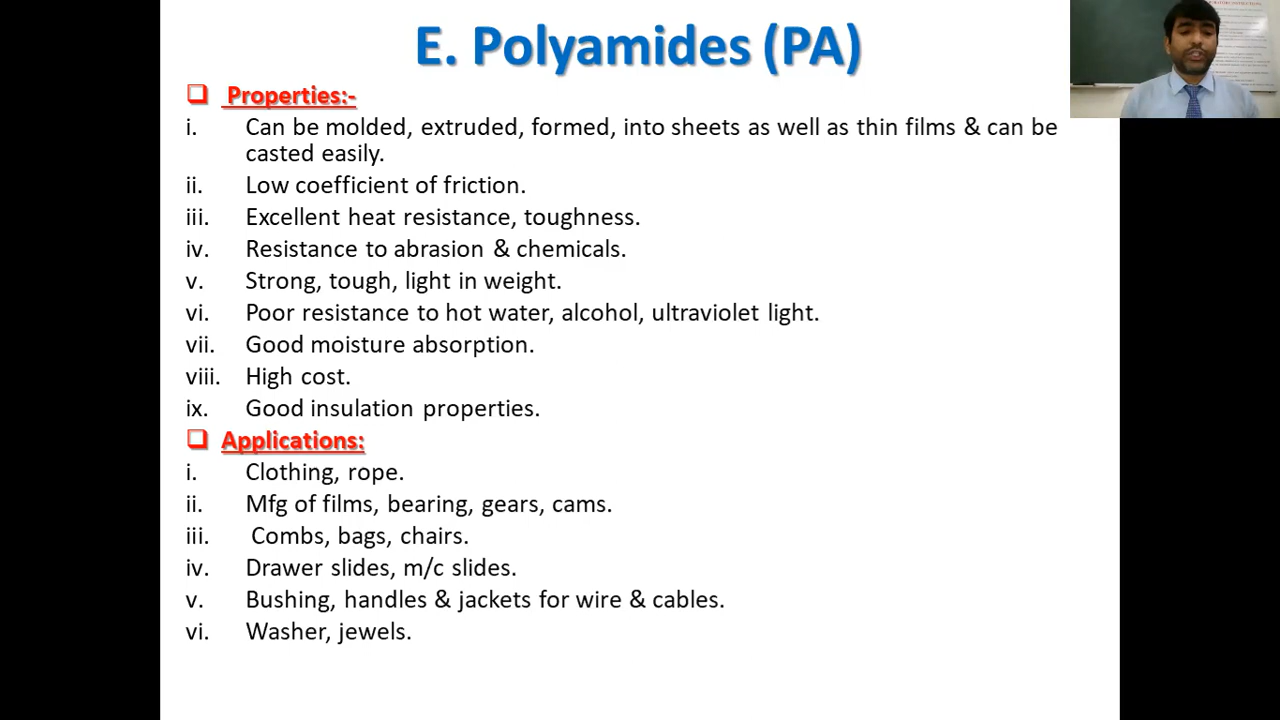 E. Polyamides (PA)
❑ Properties:-
i. Can be molded, extruded, formed, into sheets as well as thin films & can be
casted easily.
ii. Low coefficient of friction.
iii. Excellent heat resistance, toughness.
iv. Resistance to abrasion & chemicals.
v. Strong, tough, light in weight.
vi. Poor resistance to hot water, alcohol, ultraviolet light.
vii. Good moisture absorption.
viii. High cost.
ix. Good insulation properties.
❑ Applications:
i. Clothing, rope.
ii. Mfg of films, bearing, gears, cams.
iii. Combs, bags, chairs.
iv. Drawer slides, m/c slides.
v. Bushing, handles & jackets for wire & cables.
vi. Washer, jewels.